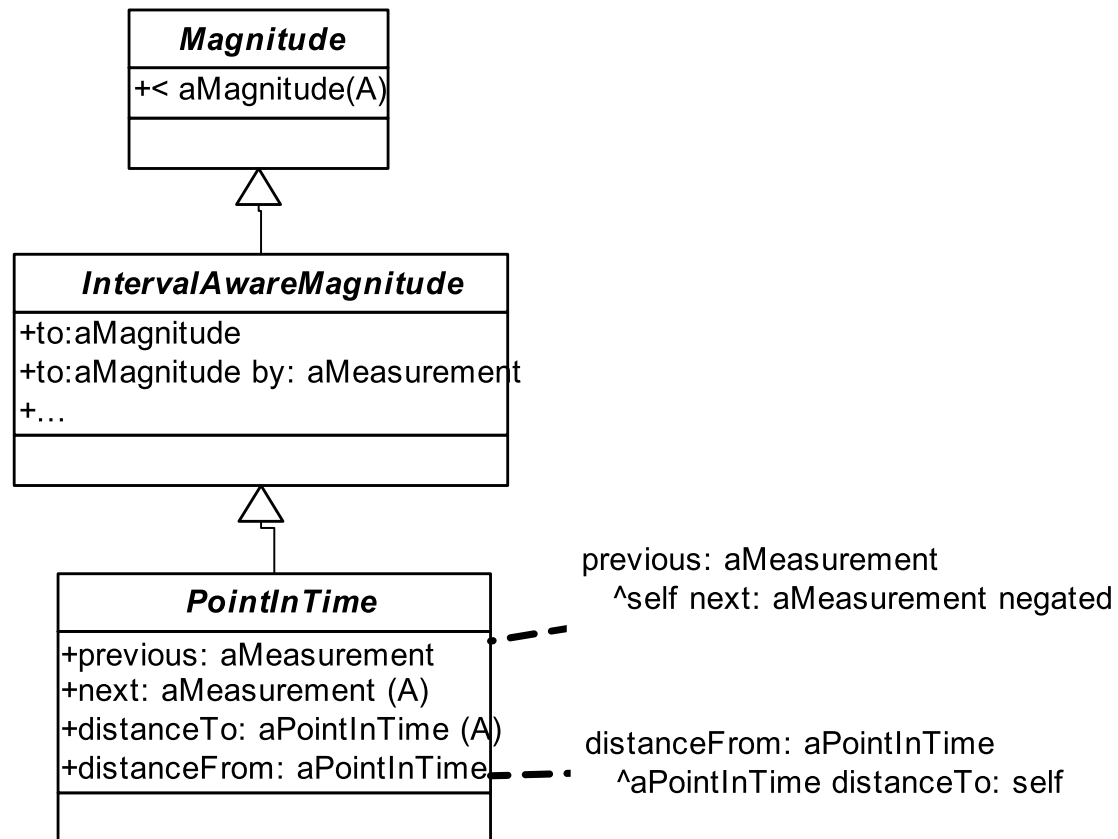 Magnitude
+< aMagnitude(A)
IntervalAwareMagnitude
+to:aMagnitude
+to:aMagnitude by: aMeasurement
+...
PointInTime
+previous: aMeasurement
+next: aMeasurement (A)
+distanceTo: aPointInTime (A)
+distanceFrom: aPointInTime
previous: aMeasurement
^self next: aMeasurement negated
distanceFrom: aPointInTime
^aPointInTime distanceTo: self